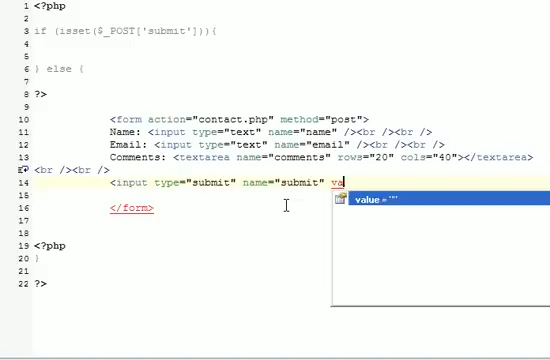 1 <?php
2
3 if (isset($_POST['submit'])){
4
5
6 } else {
7
8 ?>
9
10 <form action="contact.php" method="post">
11 Name: <input type="text" name="name" /><br /><br />
12 Email: <input type="text" name="email" /><br /><br />
13 Comments: <textarea name="comments" rows="20" cols="40"></textarea>
<br /><br />
14 <input type="submit" name="submit" va
value = ""
15
16 </form>
17
18
19 <?php
20 }
21
22 ?>